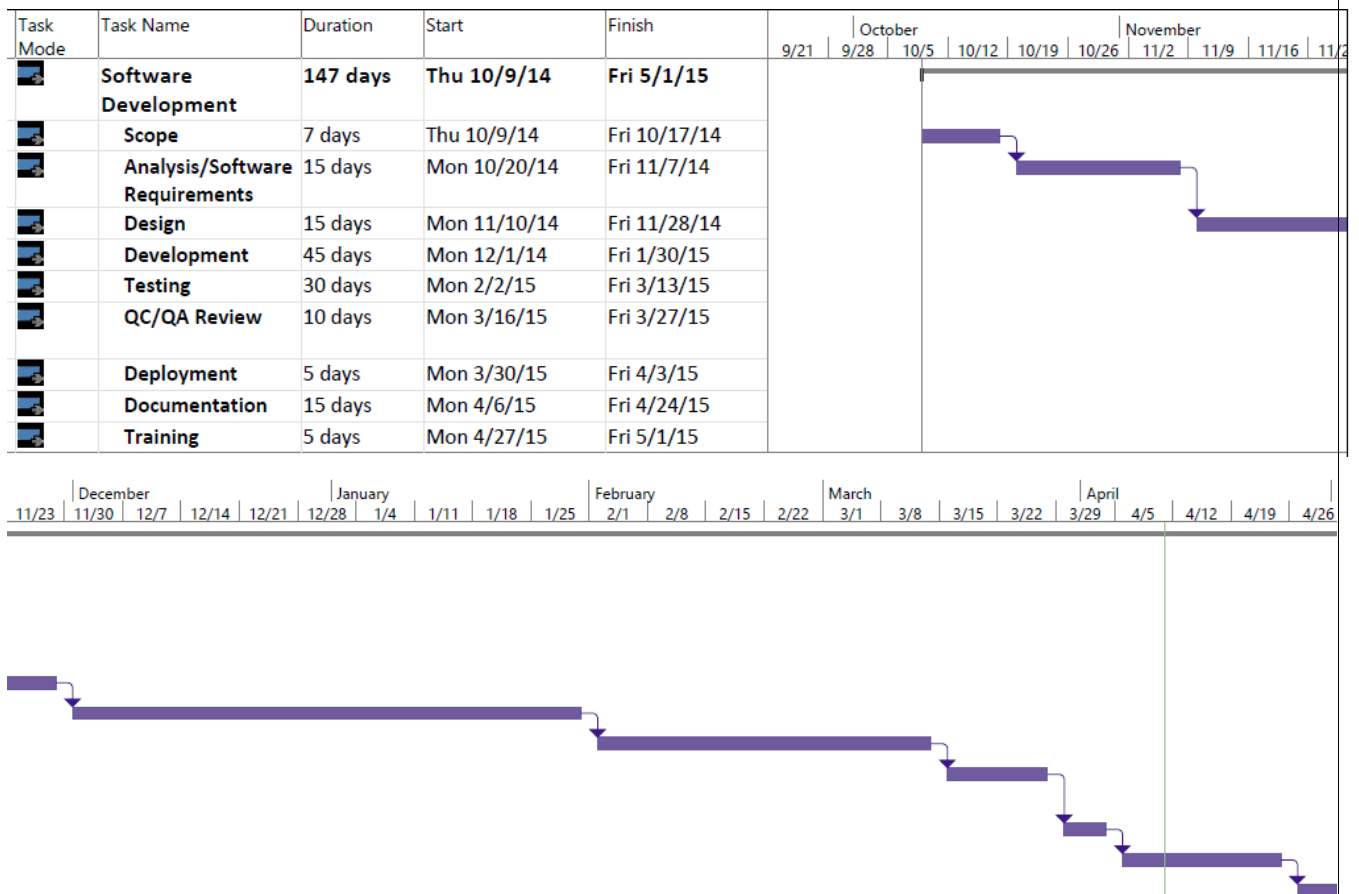 Task Mode Task Name Duration Start Finish
October November
9/21 9/28 10/5 10/12 10/19 10/26 11/2 11/9 11/16
Software Development 147 days Thu 10/9/14 Fri 5/1/15
Scope 7 days Thu 10/9/14 Fri 10/17/14
Analysis/Software Requirements 15 days Mon 10/20/14 Fri 11/7/14
Design 15 days Mon 11/10/14 Fri 11/28/14
Development 45 days Mon 12/1/14 Fri 1/30/15
Testing 30 days Mon 2/2/15 Fri 3/13/15
QC/QA Review 10 days Mon 3/16/15 Fri 3/27/15
Deployment 5 days Mon 3/30/15 Fri 4/3/15
Documentation 15 days Mon 4/6/15 Fri 4/24/15
Training 5 days Mon 4/27/15 Fri 5/1/15
December January February March April
11/23 11/30 12/7 12/14 12/21 12/28 1/4 1/11 1/18 1/25 2/1 2/8 2/15 2/22 3/1 3/8 3/15 3/22 3/29 4/5 4/12 4/19 4/26